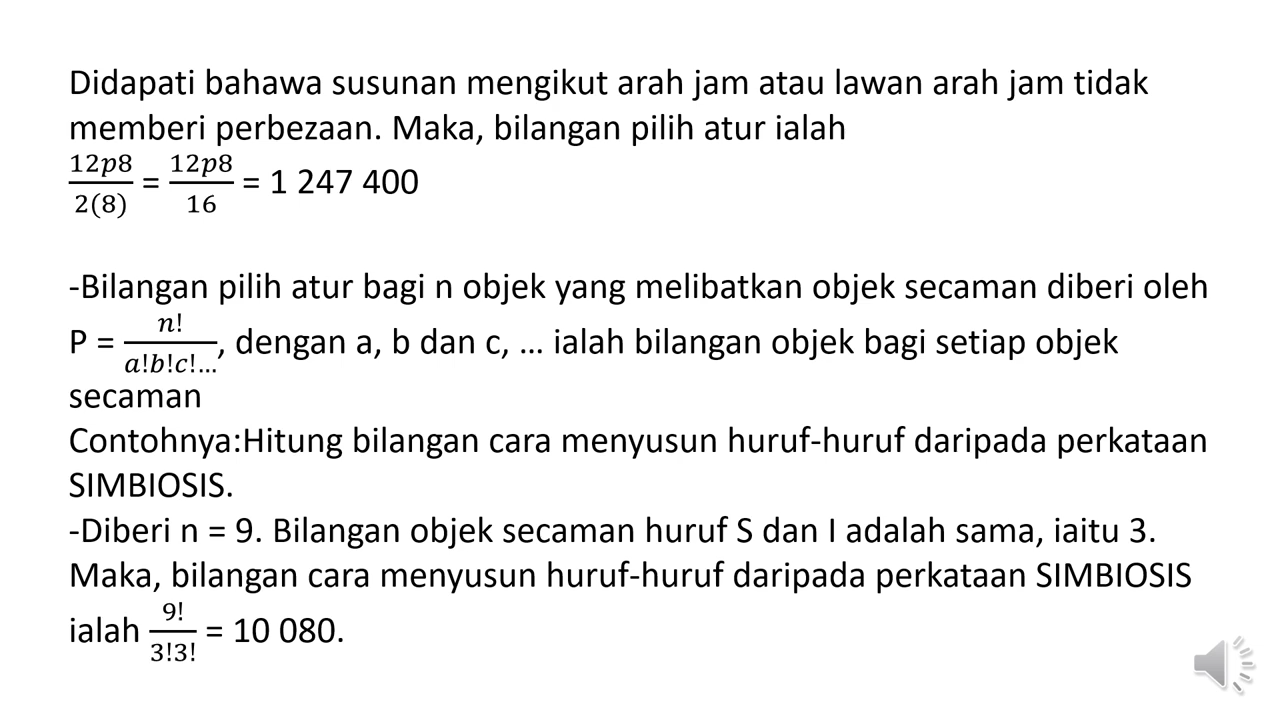 Didapati bahawa susunan mengikut arah jam atau lawan arah jam tidak
memberi perbezaan. Maka, bilangan pilih atur ialah
12p8/2(8) = 12p8/16 = 1 247 400
-Bilangan pilih atur bagi n objek yang melibatkan objek secaman diberi oleh
P = n!/a!b!c!..., dengan a, b dan c, ... ialah bilangan objek bagi setiap objek
secaman
Contohnya:Hitung bilangan cara menyusun huruf-huruf daripada perkataan
SIMBIOSIS.
-Diberi n = 9. Bilangan objek secaman huruf S dan I adalah sama, iaitu 3.
Maka, bilangan cara menyusun huruf-huruf daripada perkataan SIMBIOSIS
ialah 9!/3!3! = 10 080.